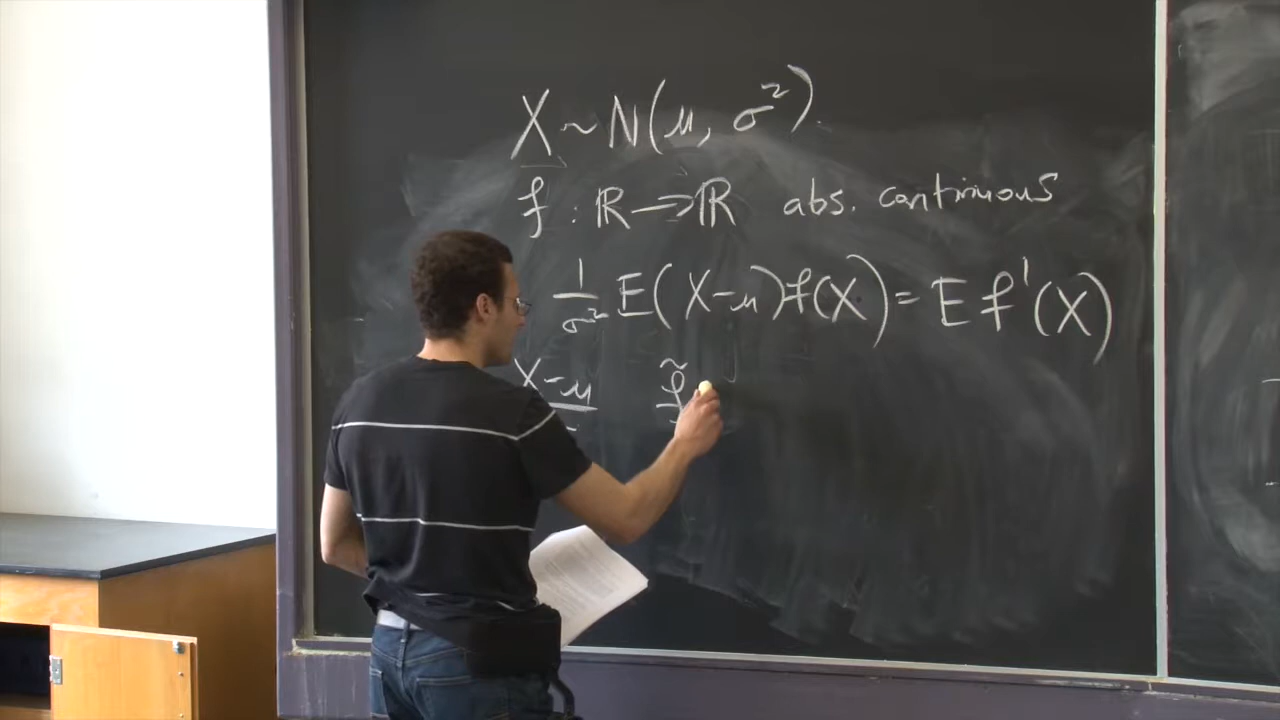 X ~ N(μ, σ²).
f : ℝ → ℝ abs. continuous
1/σ² E(X-μ)f(X)) = E f'(X)
X-μ f̃